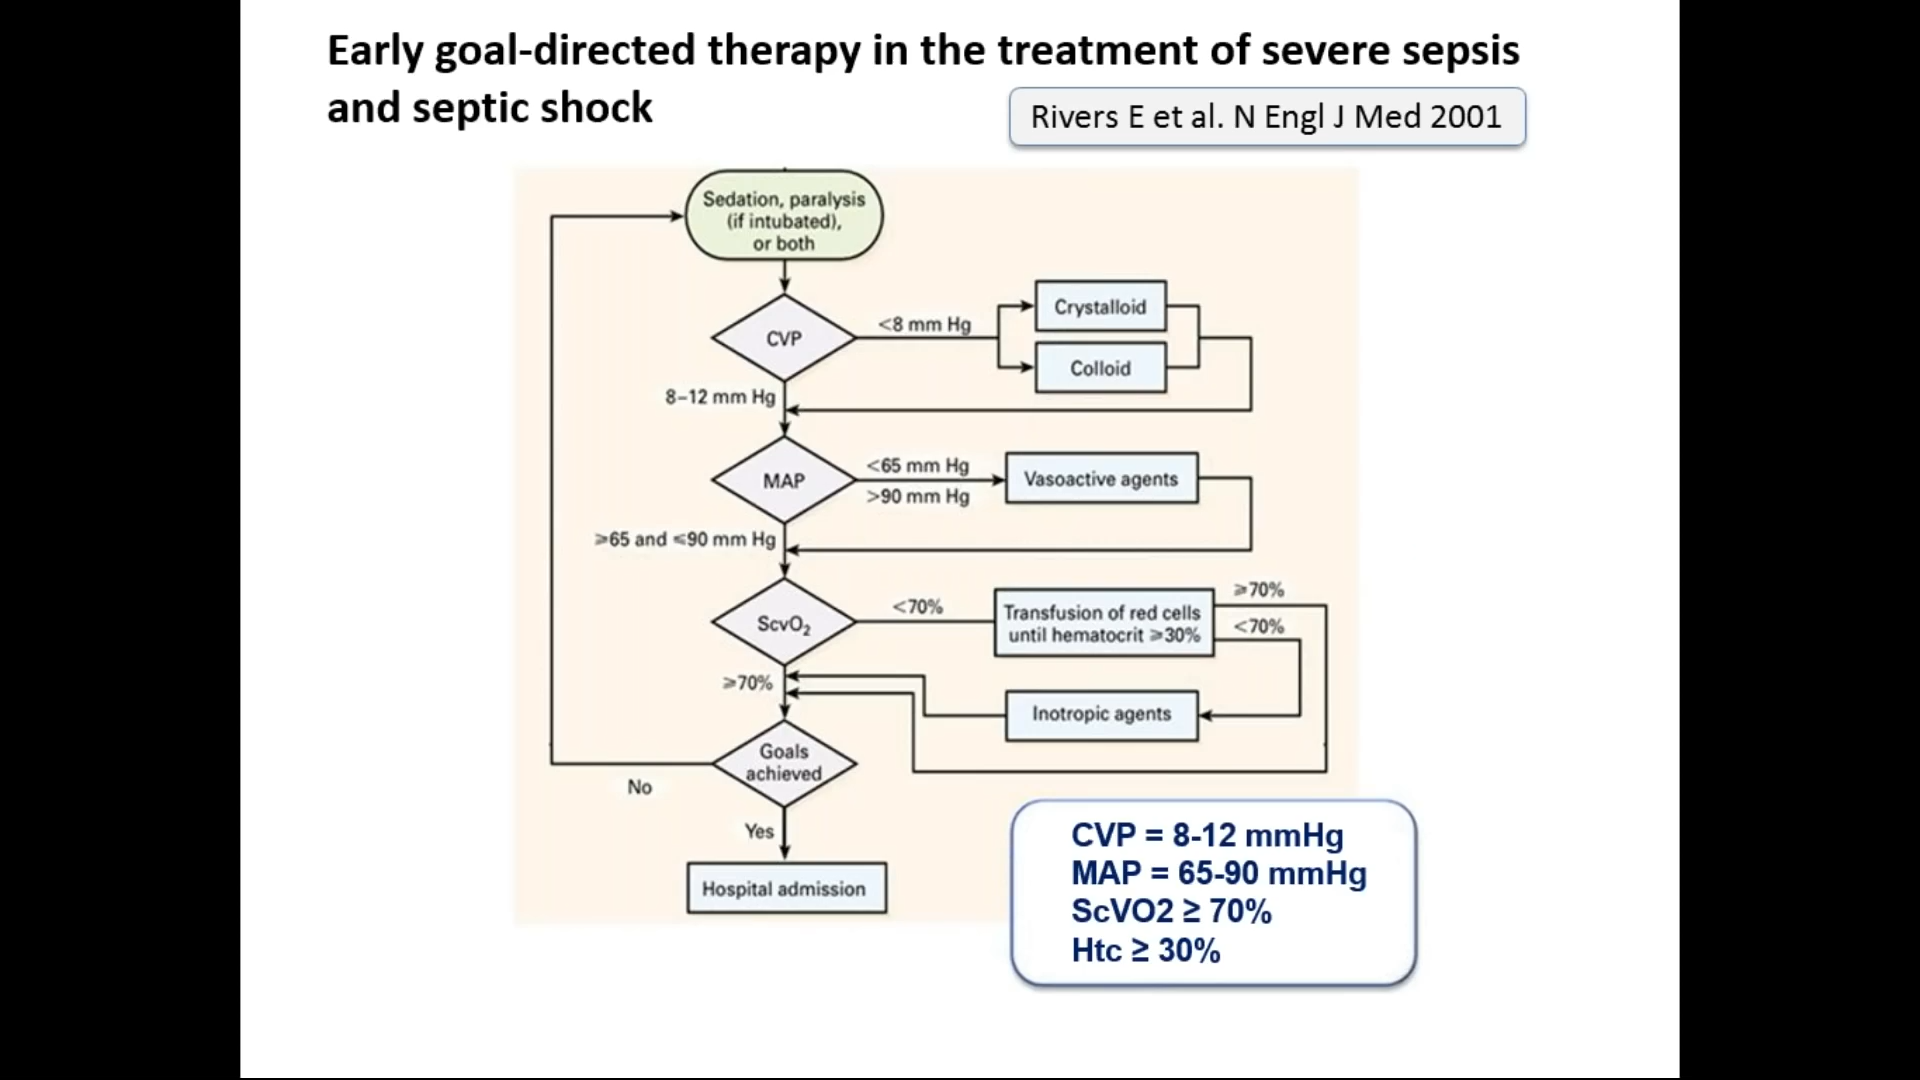 Early goal-directed therapy in the treatment of severe sepsis
and septic shock
Rivers E et al. N Engl J Med 2001
Sedation, paralysis
(if intubated),
or both
CVP
<8 mm Hg
Crystalloid
Colloid
8–12 mm Hg
MAP
<65 mm Hg
>90 mm Hg
Vasoactive agents
⩾65 and ⩽90 mm Hg
ScvO₂
<70%
Transfusion of red cells
until hematocrit ⩾30%
⩾70%
<70%
⩾70%
Inotropic agents
Goals
achieved
No
Yes
Hospital admission
CVP = 8-12 mmHg
MAP = 65-90 mmHg
ScVO2 ≥ 70%
Htc ≥ 30%